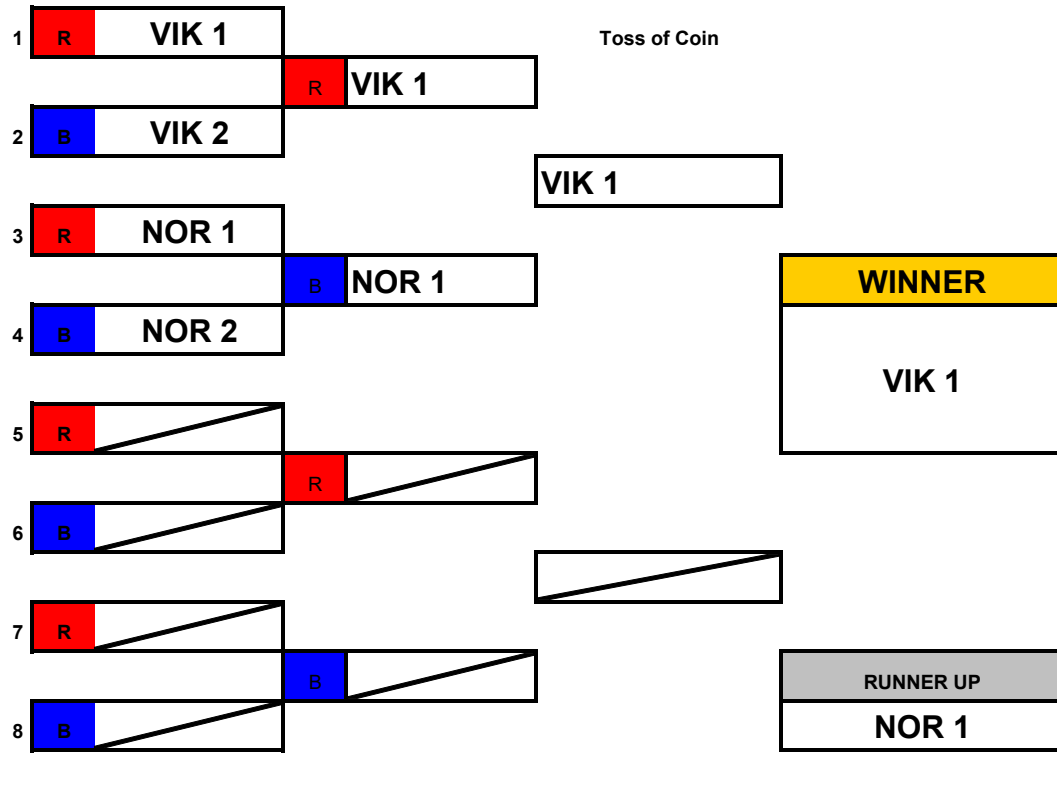 1 R VIK 1
Toss of Coin
R VIK 1
2 B VIK 2
VIK 1
3 R NOR 1
B NOR 1
WINNER
4 B NOR 2
VIK 1
5 R
R
6 B
7 R
B
RUNNER UP
8 B
NOR 1